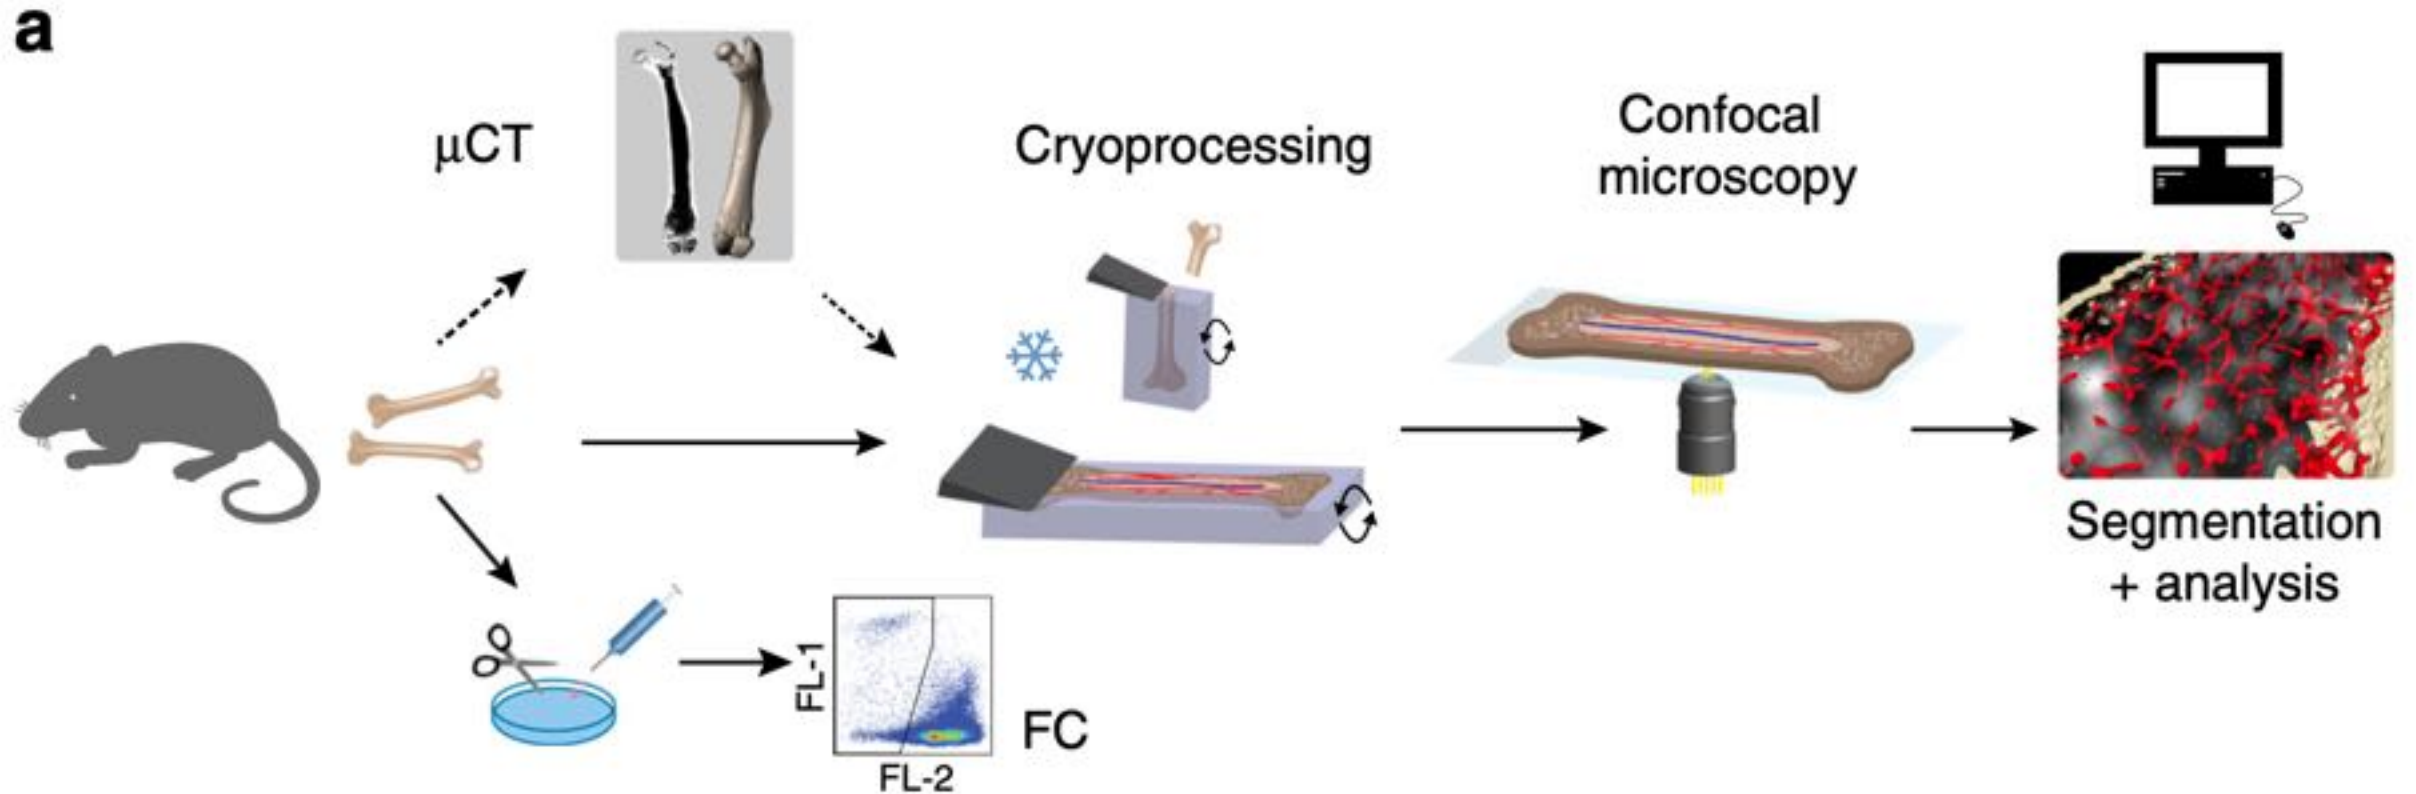 a
μCT
Cryoprocessing
Confocal
microscopy
Segmentation
+ analysis
FL-1
FL-2
FC